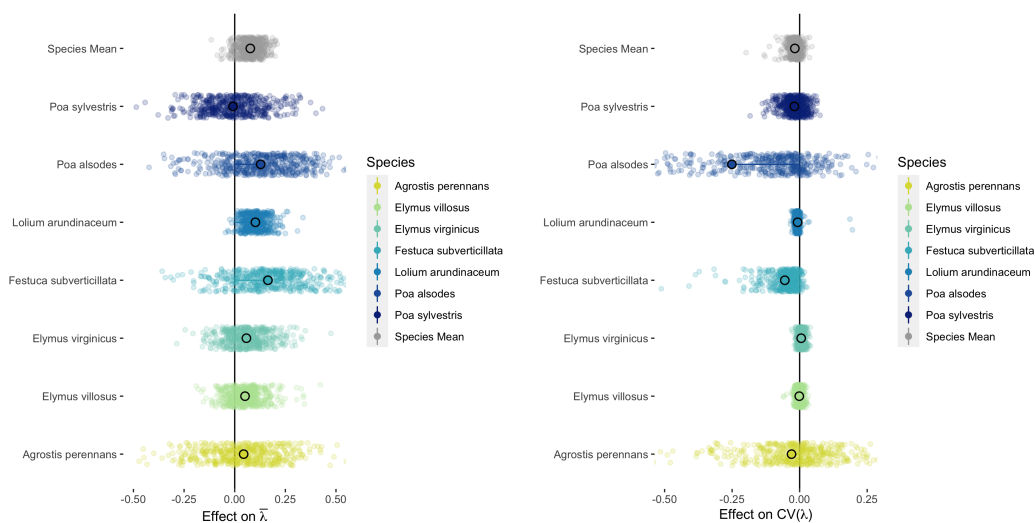 Species Mean
Poa sylvestris
Poa alsodes
Lolium arundinaceum
Festuca subverticillata
Elymus virginicus
Elymus villosus
Agrostis perennans
-0.50 -0.25 0.00 0.25 0.50
Effect on λ̅
Species
Agrostis perennans
Elymus villosus
Elymus virginicus
Festuca subverticillata
Lolium arundinaceum
Poa alsodes
Poa sylvestris
Species Mean
Species Mean
Poa sylvestris
Poa alsodes
Lolium arundinaceum
Festuca subverticillata
Elymus virginicus
Elymus villosus
Agrostis perennans
-0.50 -0.25 0.00 0.25
Effect on CV(λ)
Species
Agrostis perennans
Elymus villosus
Elymus virginicus
Festuca subverticillata
Lolium arundinaceum
Poa alsodes
Poa sylvestris
Species Mean